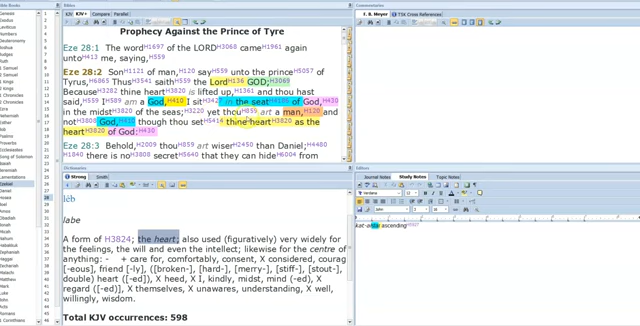 Bible Books
Bibles
Commentaries
KJV KJV+ Compare Parallel
Prophecy Against the Prince of Tyre
Eze 28:1 The word H1697 of the LORD H3068 came H1961 again
unto H413 me, saying, H559
Eze 28:2 Son H1121 of man, H120 say H559 unto the prince H5057 of
Tyrus, H6865 Thus H3541 saith H559 the Lord H136 GOD; H3069
Because H3282 thine heart H3820 is lifted up, H1361 and thou hast
said, H559 I H589 am a God, H410 I sit H3427 in the seat H4186 of God, H430
in the midst H3820 of the seas; H3220 yet thou H859 art a man, H120 and
not H3808 God, H410 though thou set H5414 thine heart H3820 as the
heart H3820 of God: H430
Eze 28:3 Behold, H2009 thou H859 art wiser H2450 than Daniel; H1840
there is no H3808 secret H5640 that they can hide H6004 from
E. B. Meyer TSK Cross References
Genesis
Exodus
Leviticus
Numbers
Deuteronomy
Joshua
Judges
Ruth
1 Samuel
2 Samuel
1 Kings
2 Kings
Ezra
Nehemiah
Esther
Job
Psalms
Proverbs
Ecclesiastes
Song of Solomon
Isaiah
Jeremiah
Lamentations
Ezekiel
Daniel
Hosea
Joel
Amos
Obadiah
Jonah
Micah
Nahum
Habakkuk
Zephaniah
Haggai
Zechariah
Malachi
Matthew
Mark
Luke
John
Acts
Romans
1 Corinthians
Dictionaries
Strong Smith
lêb
labe
A form of H3824; the heart; also used (figuratively) very widely for
the feelings, the will and even the intellect; likewise for the centre of
anything: - + care for, comfortably, consent, X considered, courag
[-eous], friend [-ly], ([broken-], [hard-], [merry-], [stiff-], [stout-],
double) heart ([-ed]), X heed, X I, kindly, midst, mind (-ed), X
regard ([-ed]), X themselves, X unawares, understanding, X well,
willingly, wisdom.
Total KJV occurrences: 598
Editors
Journal Notes Study Notes Topic Notes
Verdana